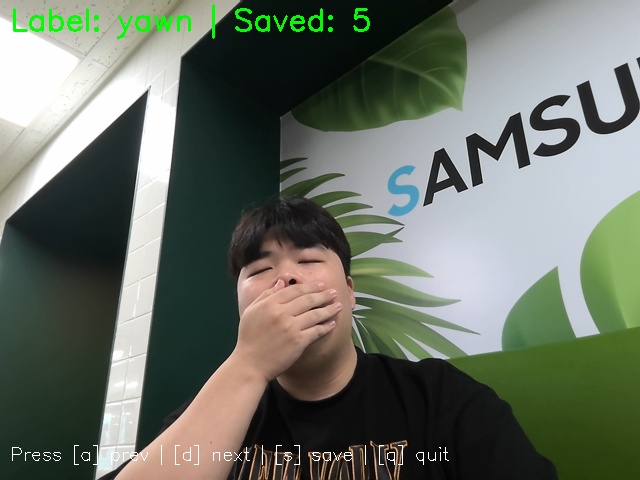 Label: yawn | Saved: 5
SAMSU
Press [a] prev | [d] next | [s] save | [q] quit